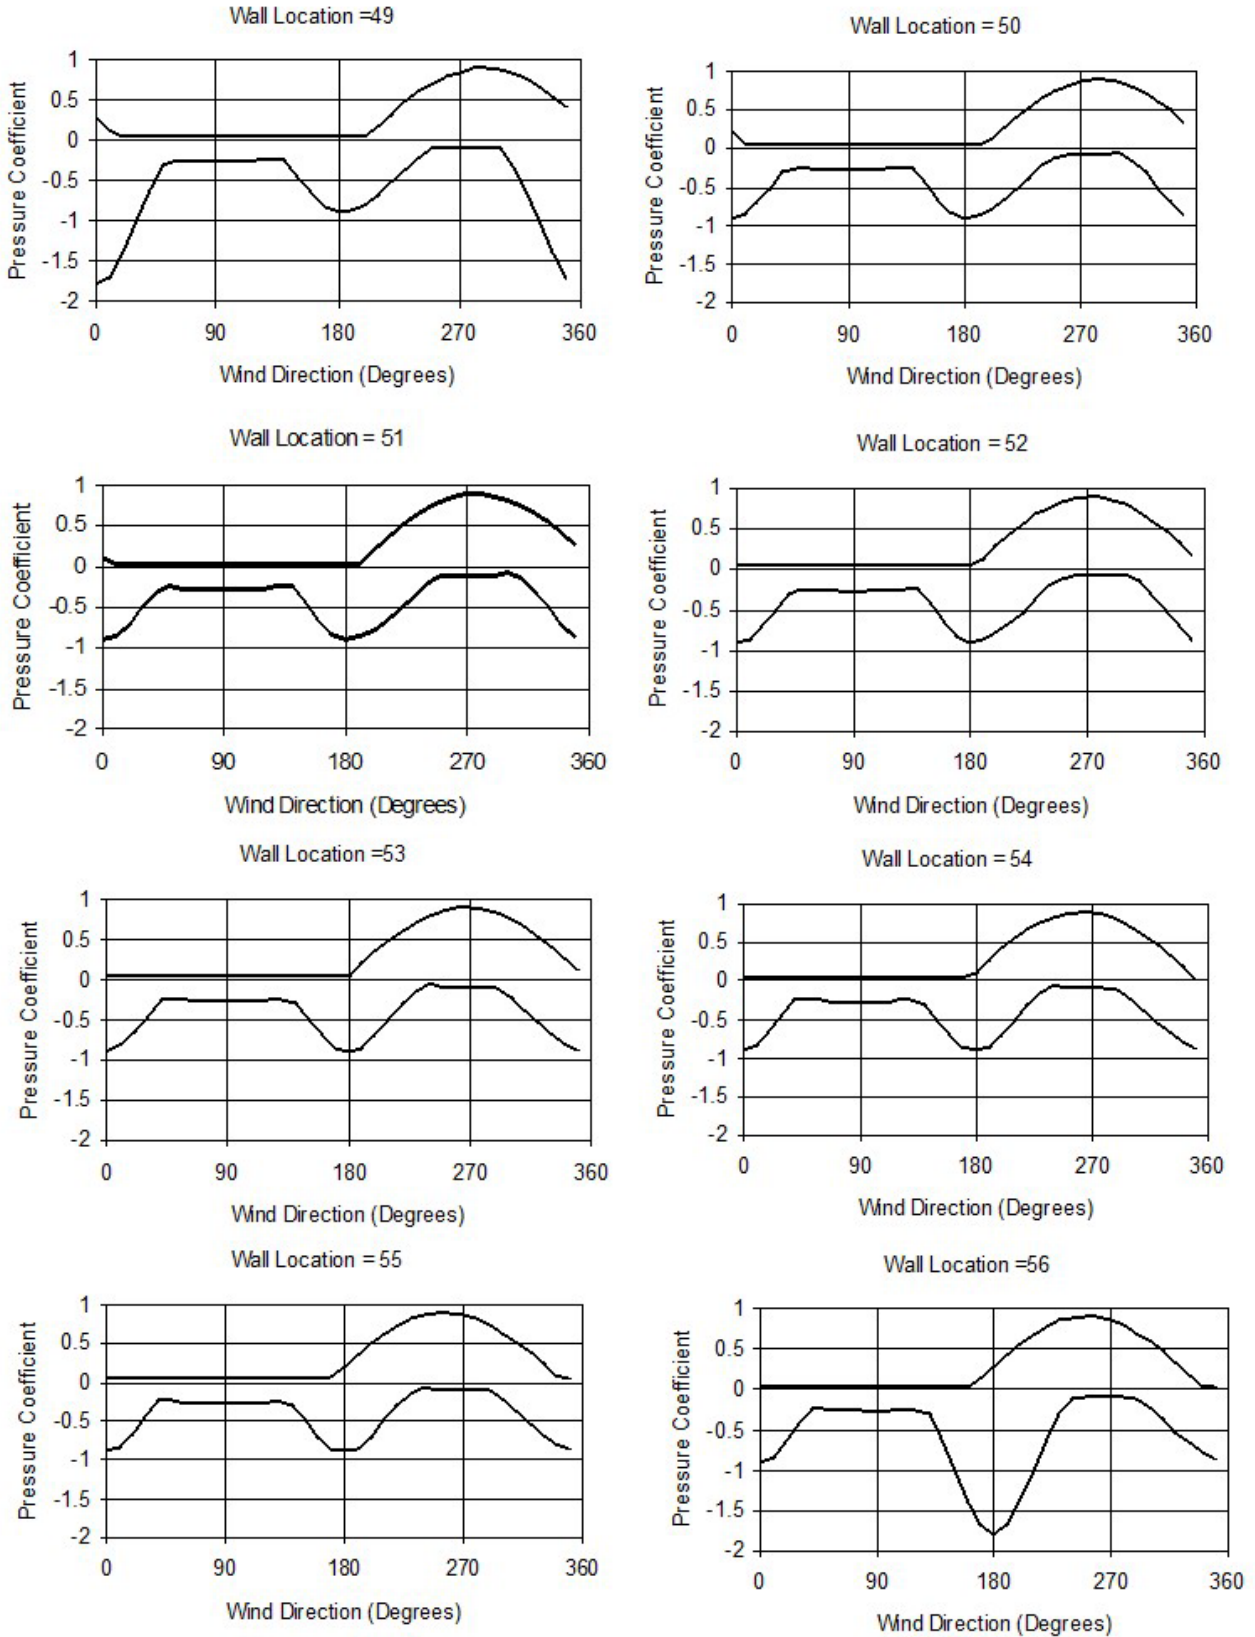 Wall Location =49
Pressure Coefficient
1
0.5
0
-0.5
-1
-1.5
-2
0 90 180 270 360
Wind Direction (Degrees)
Wall Location = 50
Pressure Coefficient
1
0.5
0
-0.5
-1
-1.5
-2
0 90 180 270 360
Wind Direction (Degrees)
Wall Location = 51
Pressure Coefficient
1
0.5
0
-0.5
-1
-1.5
-2
0 90 180 270 360
Wind Direction (Degrees)
Wall Location = 52
Pressure Coefficient
1
0.5
0
-0.5
-1
-1.5
-2
0 90 180 270 360
Wind Direction (Degrees)
Wall Location =53
Pressure Coefficient
1
0.5
0
-0.5
-1
-1.5
-2
0 90 180 270 360
Wind Direction (Degrees)
Wall Location = 54
Pressure Coefficient
1
0.5
0
-0.5
-1
-1.5
-2
0 90 180 270 360
Wind Direction (Degrees)
Wall Location = 55
Pressure Coefficient
1
0.5
0
-0.5
-1
-1.5
-2
0 90 180 270 360
Wind Direction (Degrees)
Wall Location =56
Pressure Coefficient
1
0.5
0
-0.5
-1
-1.5
-2
0 90 180 270 360
Wind Direction (Degrees)